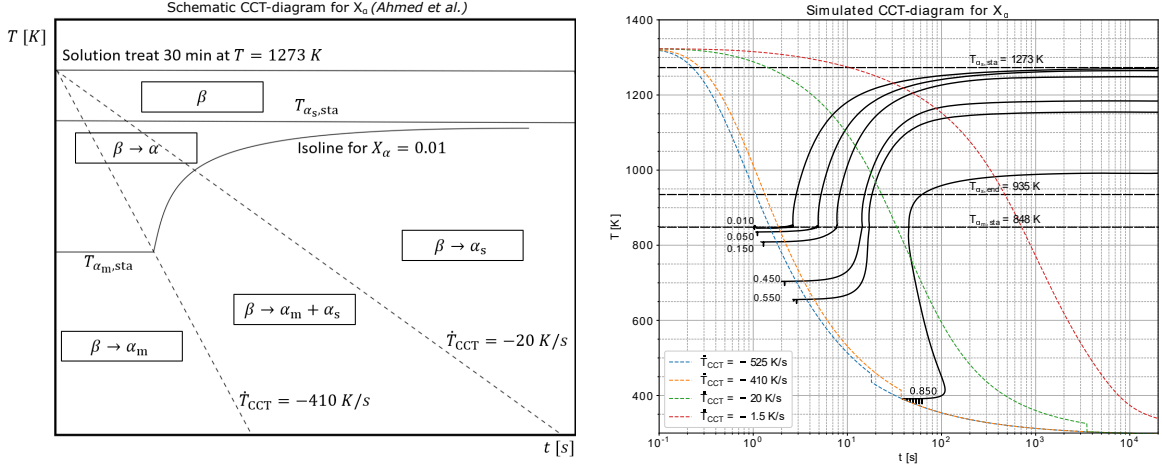 Schematic CCT-diagram for Xα (Ahmed et al.)
T [K]
Solution treat 30 min at T = 1273 K
β
Tαs,sta
β → α
Isoline for Xα = 0.01
β → αs
Tαm,sta
β → αm + αs
β → αm
ṪCCT = −20 K/s
ṪCCT = −410 K/s
t [s]
Simulated CCT-diagram for Xα
1400
1200
1000
800
600
400
T [K]
Tαs,sta = 1273 K
Tαs,end = 935 K
Tαm,sta = 848 K
0.010
0.050
0.150
0.450
0.550
0.850
ṪCCT = − 525 K/s
ṪCCT = − 410 K/s
ṪCCT = − 20 K/s
ṪCCT = − 1.5 K/s
10⁻¹ 10⁰ 10¹ 10² 10³ 10⁴
t [s]